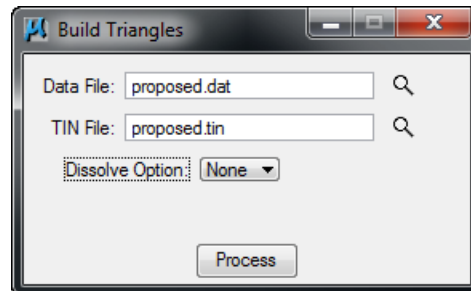 Build Triangles
Data File: proposed.dat
TIN File: proposed.tin
Dissolve Option: None
Process